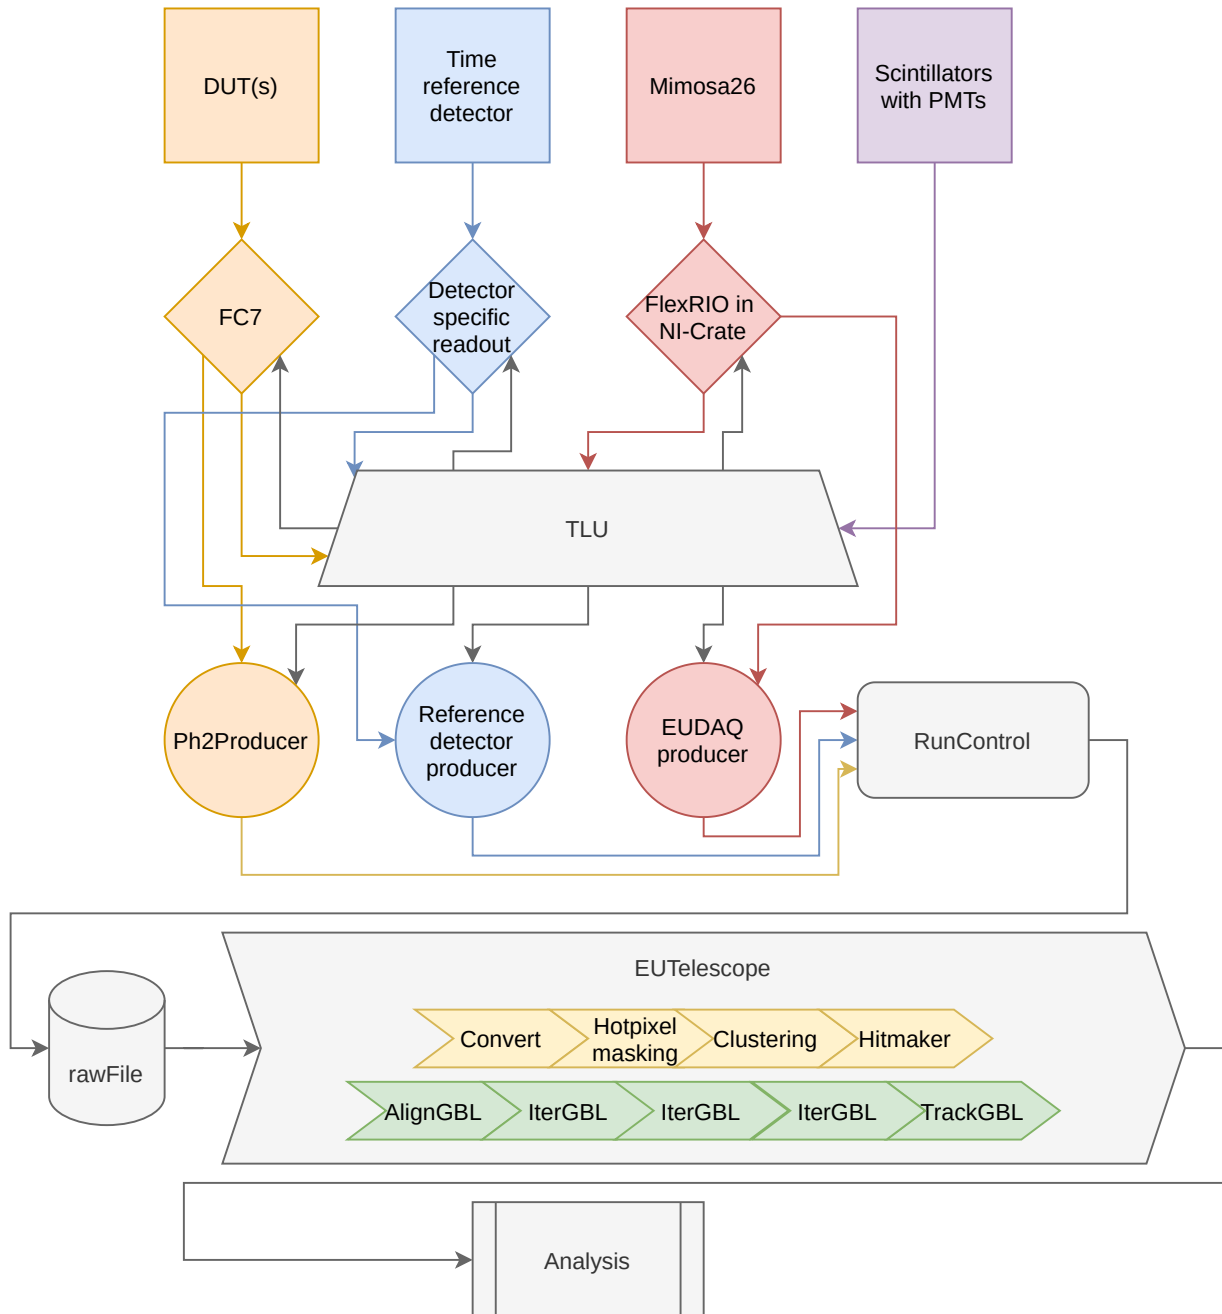 DUT(s)
Time
reference
detector
Mimosa26
Scintillators
with PMTs
FC7
Detector
specific
readout
FlexRIO in
NI-Crate
TLU
Ph2Producer
Reference
detector
producer
EUDAQ
producer
RunControl
EUTelescope
rawFile
Convert
Hotpixel
masking
Clustering
Hitmaker
AlignGBL
IterGBL
IterGBL
IterGBL
TrackGBL
Analysis